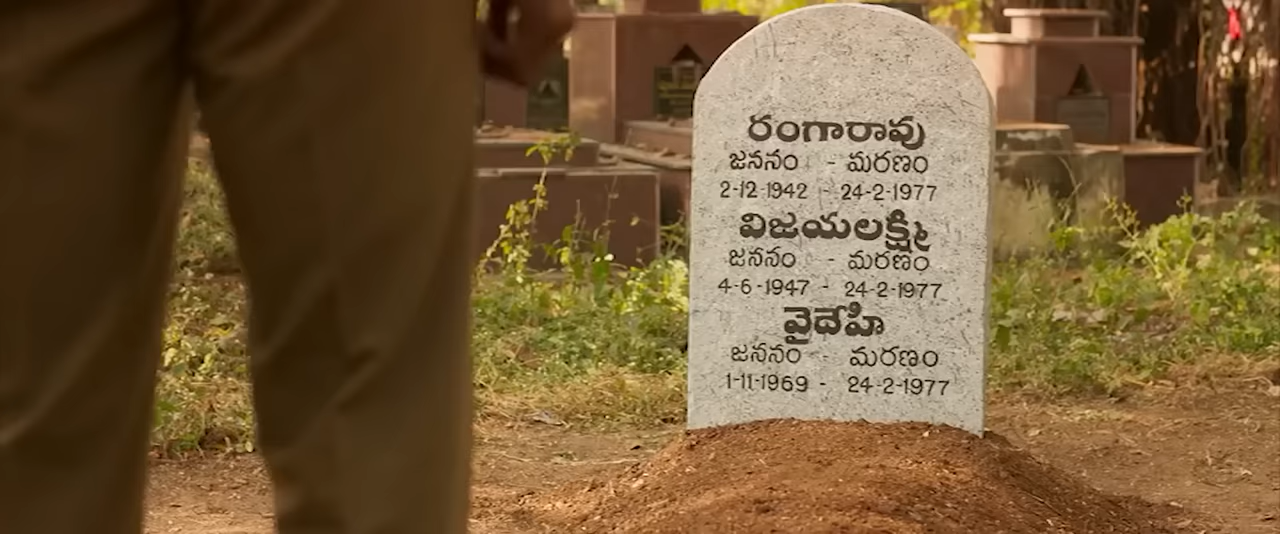 రంగారావు
జననం - మరణం
2-12-1942 - 24-2-1977
విజయలక్ష్మి
జననం - మరణం
4-6-1947 - 24-2-1977
వైదేహి
జననం - మరణం
1-11-1969 - 24-2-1977